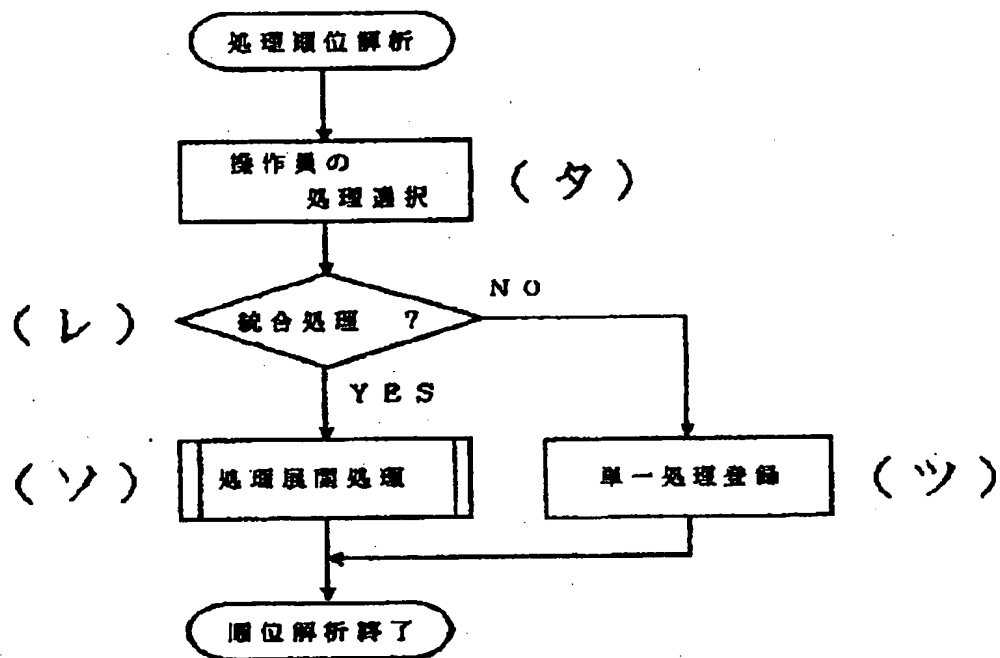 処理順位解析
操作員の
処理選択
(タ)
NO
(レ)
統合処理 ?
YES
(ソ)
処理展開処理
単一処理登録
(ツ)
順位解析終了